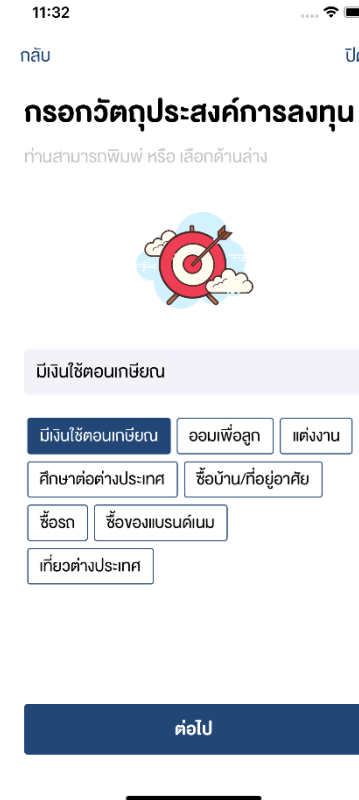 11:32
กลับ
กรอกวัตถุประสงค์การลงทุน
ท่านสามารถพิมพ์ หรือ เลือกด้านล่าง
มีเงินใช้ตอนเกษียณ
มีเงินใช้ตอนเกษียณ ออมเพื่อลูก แต่งงาน
ศึกษาต่อต่างประเทศ ซื้อบ้าน/ที่อยู่อาศัย
ซื้อรถ ซื้อของแบรนด์เนม
เที่ยวต่างประเทศ
ต่อไป